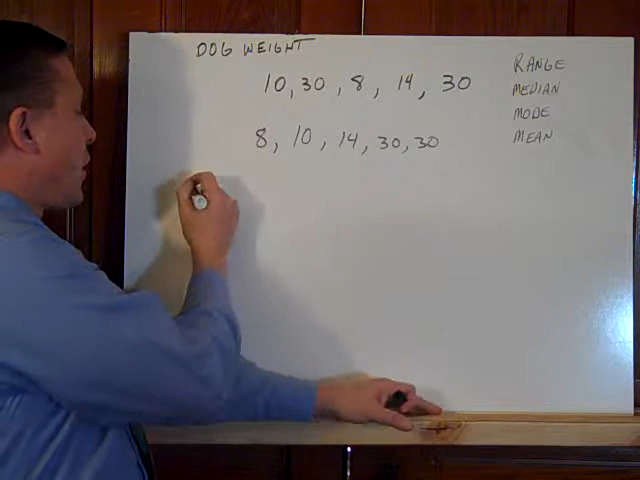 DOG WEIGHT
10, 30, 8, 14, 30
8, 10, 14, 30, 30
RANGE
MEDIAN
MODE
MEAN